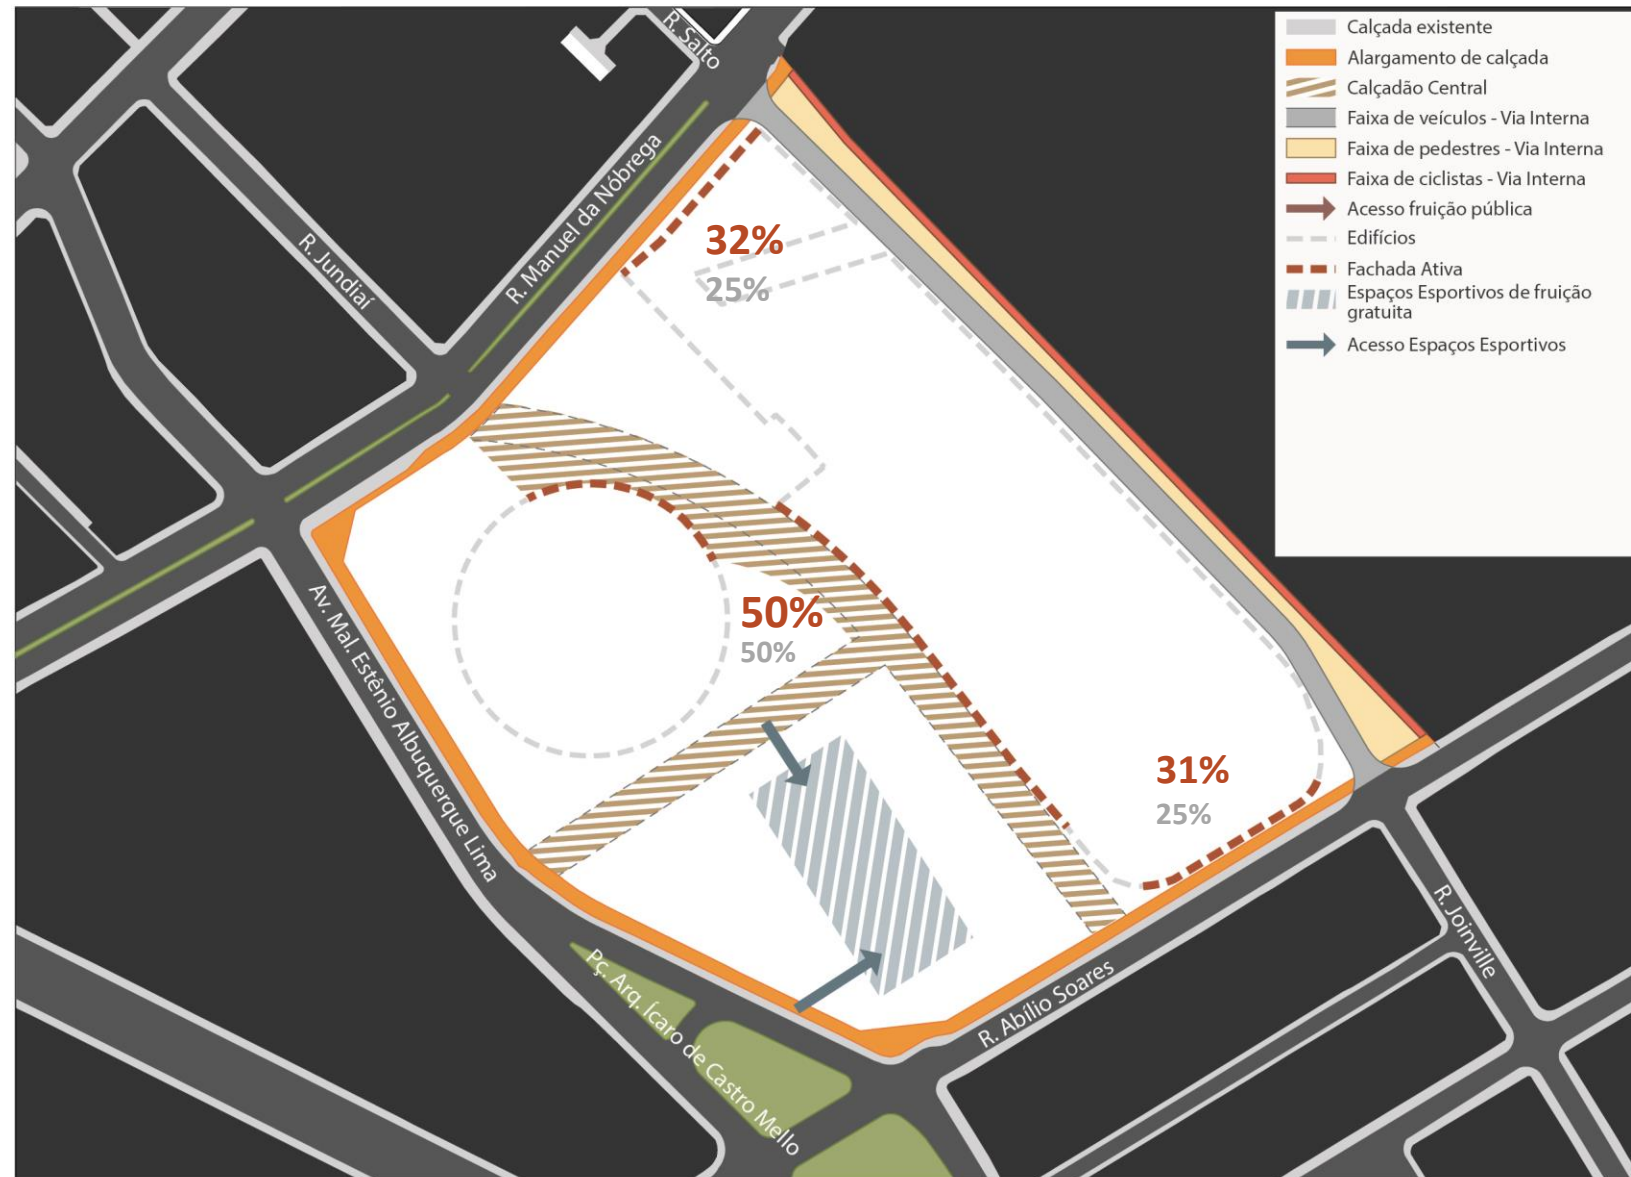 Calçada existente
Alargamento de calçada
Calçadão Central
Faixa de veículos - Via Interna
Faixa de pedestres - Via Interna
Faixa de ciclistas - Via Interna
Acesso fruição pública
Edifícios
Fachada Ativa
Espaços Esportivos de fruição
gratuita
Acesso Espaços Esportivos
R. Salto
R. Manuel da Nóbrega
R. Jundiaí
32%
25%
50%
50%
Av. Mal. Estênio Albuquerque Lima
31%
25%
R. Joinville
R. Abílio Soares
Pç. Arq. Ícaro de Castro Mello